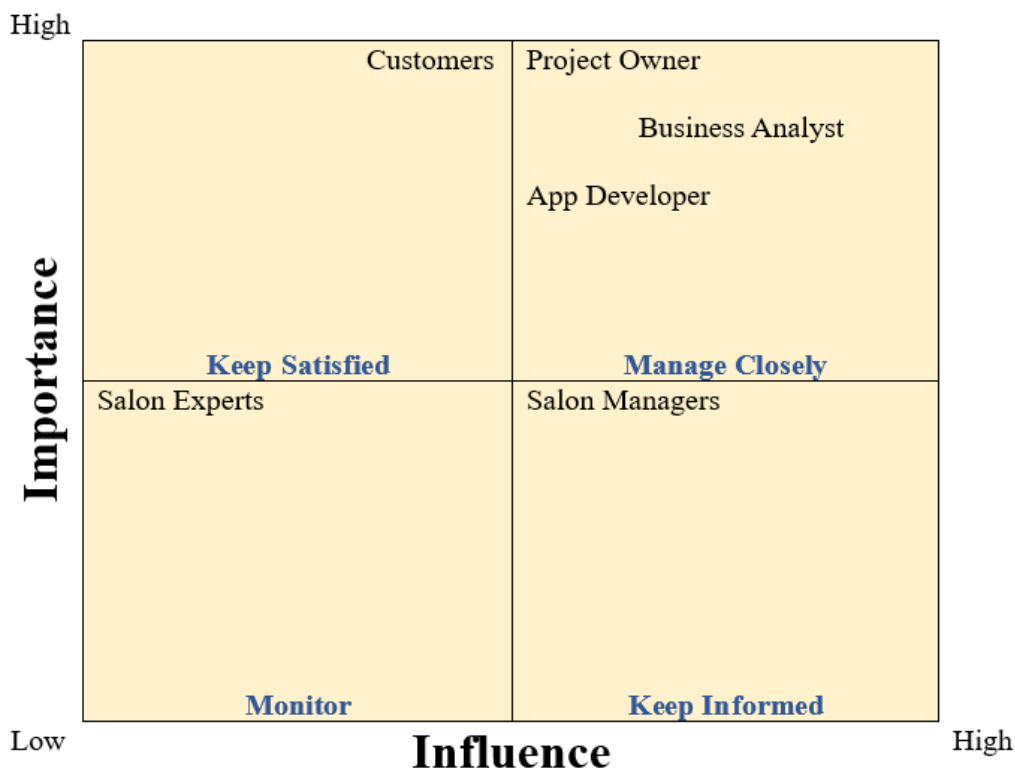 High
Customers
Project Owner
Business Analyst
App Developer
Keep Satisfied
Manage Closely
Importance
Salon Experts
Salon Managers
Monitor
Keep Informed
Low
Influence
High